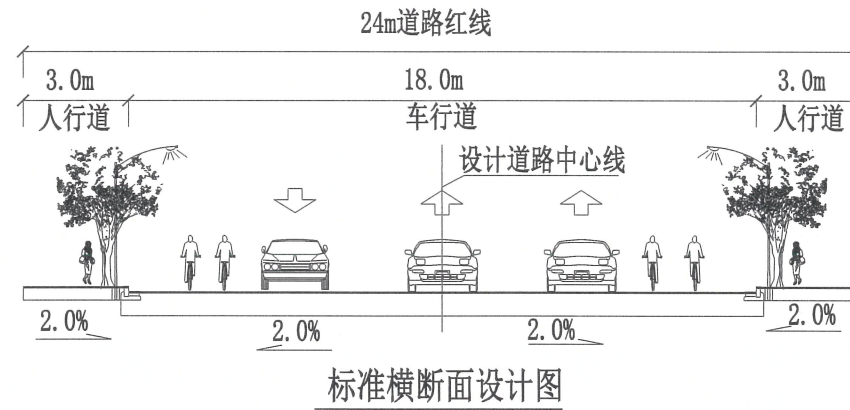 24m道路红线
3.0m
18.0m
3.0m
人行道
车行道
人行道
设计道路中心线
2.0%
2.0%
2.0%
2.0%
标准横断面设计图